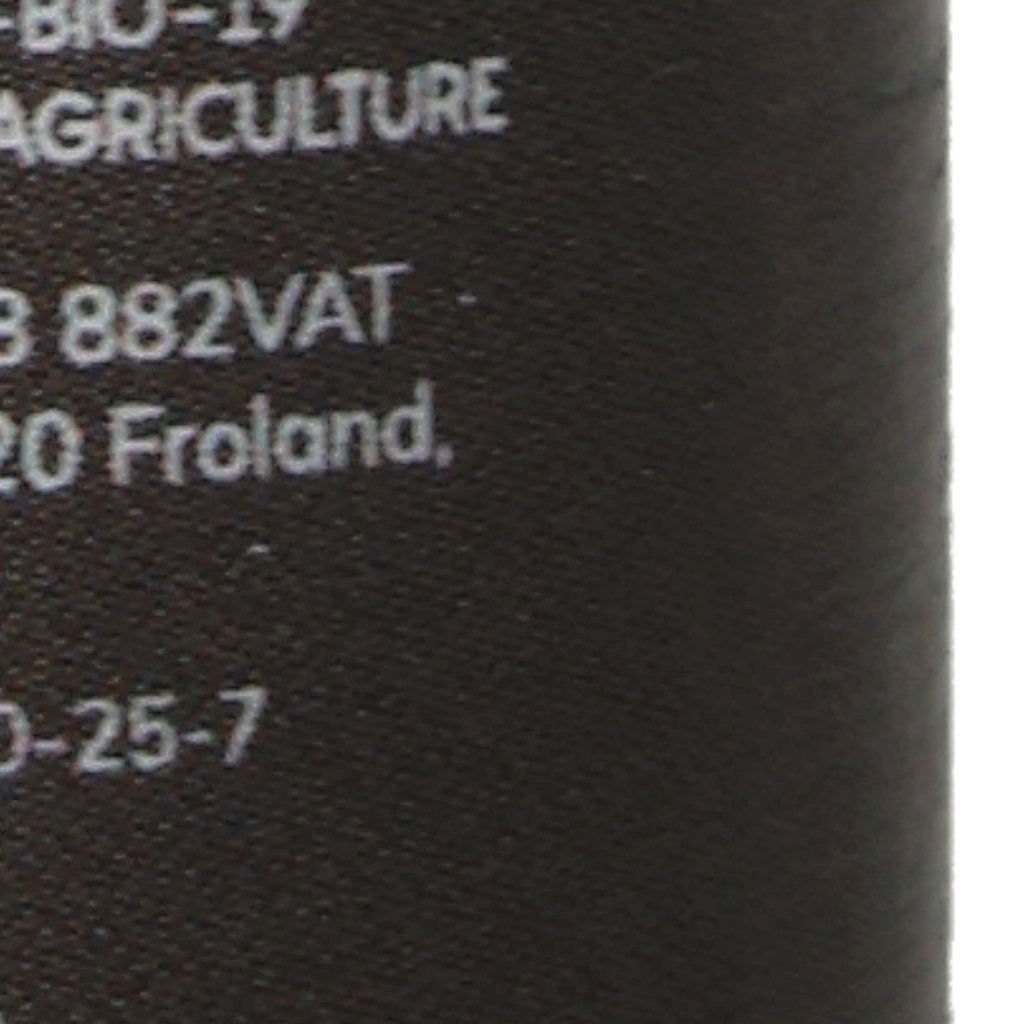 -BIO-19
AGRICULTURE
8 882VAT
20 Froland,
0-25-7